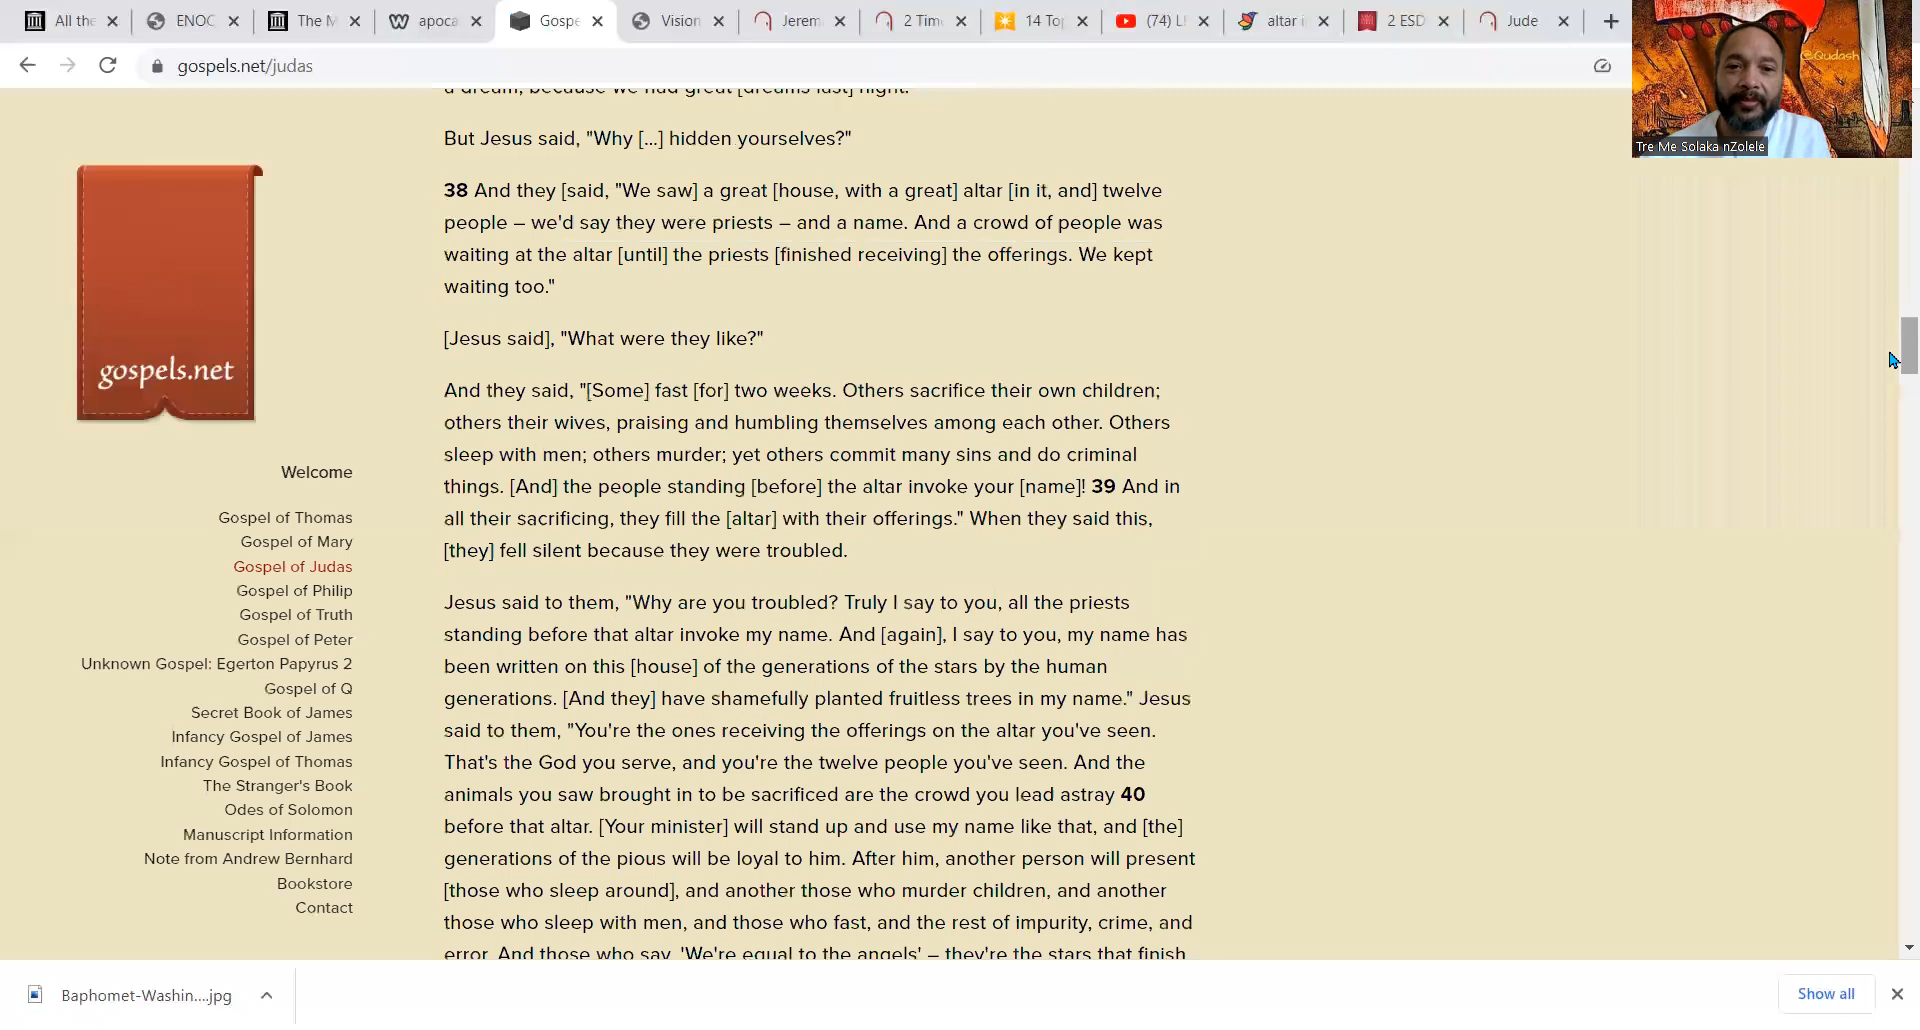 All the
ENOC
The M
apoca
Gospe
Vision
Jerem
2 Tim
14 To
(74) L
altar i
2 ESD
Jude
gospels.net/judas
@Qudash
Tre Me Solaka nZolele
a dream, because we had great [dreams last] night."
But Jesus said, "Why [...] hidden yourselves?"
38 And they [said, "We saw] a great [house, with a great] altar [in it, and] twelve
people – we'd say they were priests – and a name. And a crowd of people was
waiting at the altar [until] the priests [finished receiving] the offerings. We kept
waiting too."
[Jesus said], "What were they like?"
And they said, "[Some] fast [for] two weeks. Others sacrifice their own children;
others their wives, praising and humbling themselves among each other. Others
sleep with men; others murder; yet others commit many sins and do criminal
things. [And] the people standing [before] the altar invoke your [name]! 39 And in
all their sacrificing, they fill the [altar] with their offerings." When they said this,
[they] fell silent because they were troubled.
Jesus said to them, "Why are you troubled? Truly I say to you, all the priests
standing before that altar invoke my name. And [again], I say to you, my name has
been written on this [house] of the generations of the stars by the human
generations. [And they] have shamefully planted fruitless trees in my name." Jesus
said to them, "You're the ones receiving the offerings on the altar you've seen.
That's the God you serve, and you're the twelve people you've seen. And the
animals you saw brought in to be sacrificed are the crowd you lead astray 40
before that altar. [Your minister] will stand up and use my name like that, and [the]
generations of the pious will be loyal to him. After him, another person will present
[those who sleep around], and another those who murder children, and another
those who sleep with men, and those who fast, and the rest of impurity, crime, and
error. And those who say, 'We're equal to the angels' – they're the stars that finish
gospels.net
Welcome
Gospel of Thomas
Gospel of Mary
Gospel of Judas
Gospel of Philip
Gospel of Truth
Gospel of Peter
Unknown Gospel: Egerton Papyrus 2
Gospel of Q
Secret Book of James
Infancy Gospel of James
Infancy Gospel of Thomas
The Stranger's Book
Odes of Solomon
Manuscript Information
Note from Andrew Bernhard
Bookstore
Contact
Baphomet-Washin....jpg
Show all